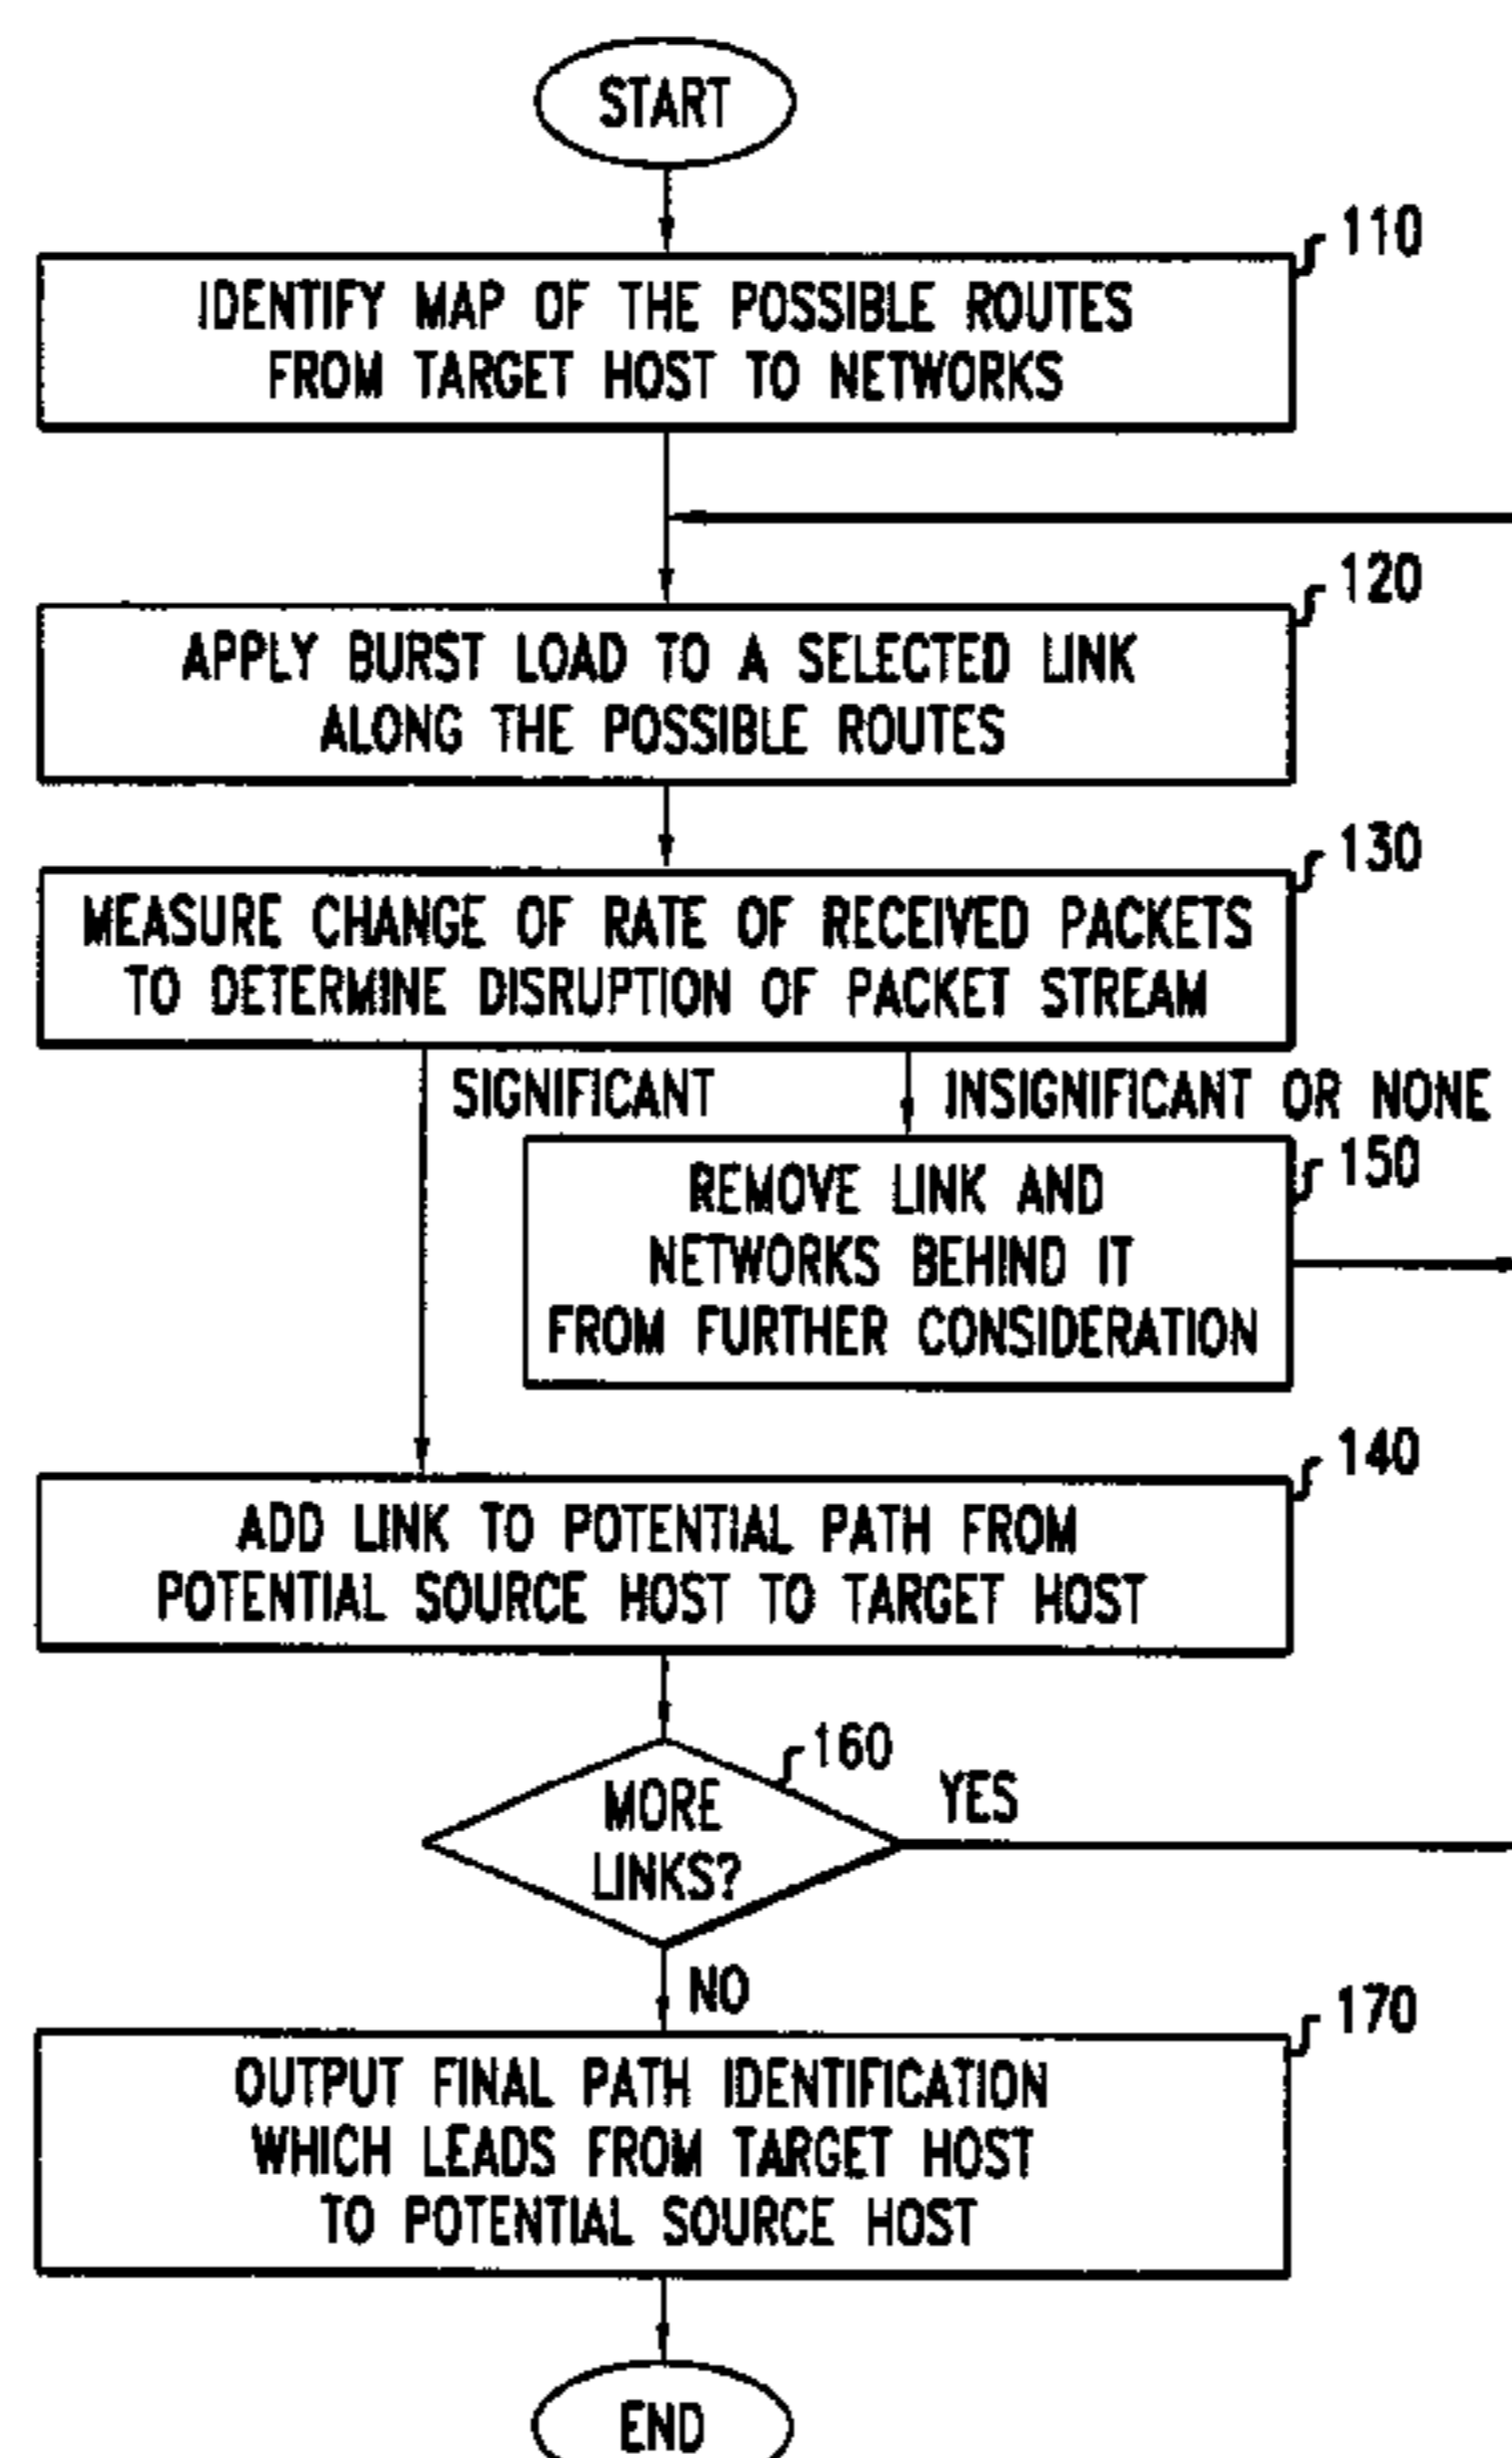 START
110
IDENTIFY MAP OF THE POSSIBLE ROUTES
FROM TARGET HOST TO NETWORKS
120
APPLY BURST LOAD TO A SELECTED LINK
ALONG THE POSSIBLE ROUTES
130
MEASURE CHANGE OF RATE OF RECEIVED PACKETS
TO DETERMINE DISRUPTION OF PACKET STREAM
SIGNIFICANT
INSIGNIFICANT OR NONE
150
REMOVE LINK AND
NETWORKS BEHIND IT
FROM FURTHER CONSIDERATION
140
ADD LINK TO POTENTIAL PATH FROM
POTENTIAL SOURCE HOST TO TARGET HOST
160
MORE
LINKS?
YES
NO
170
OUTPUT FINAL PATH IDENTIFICATION
WHICH LEADS FROM TARGET HOST
TO POTENTIAL SOURCE HOST
END